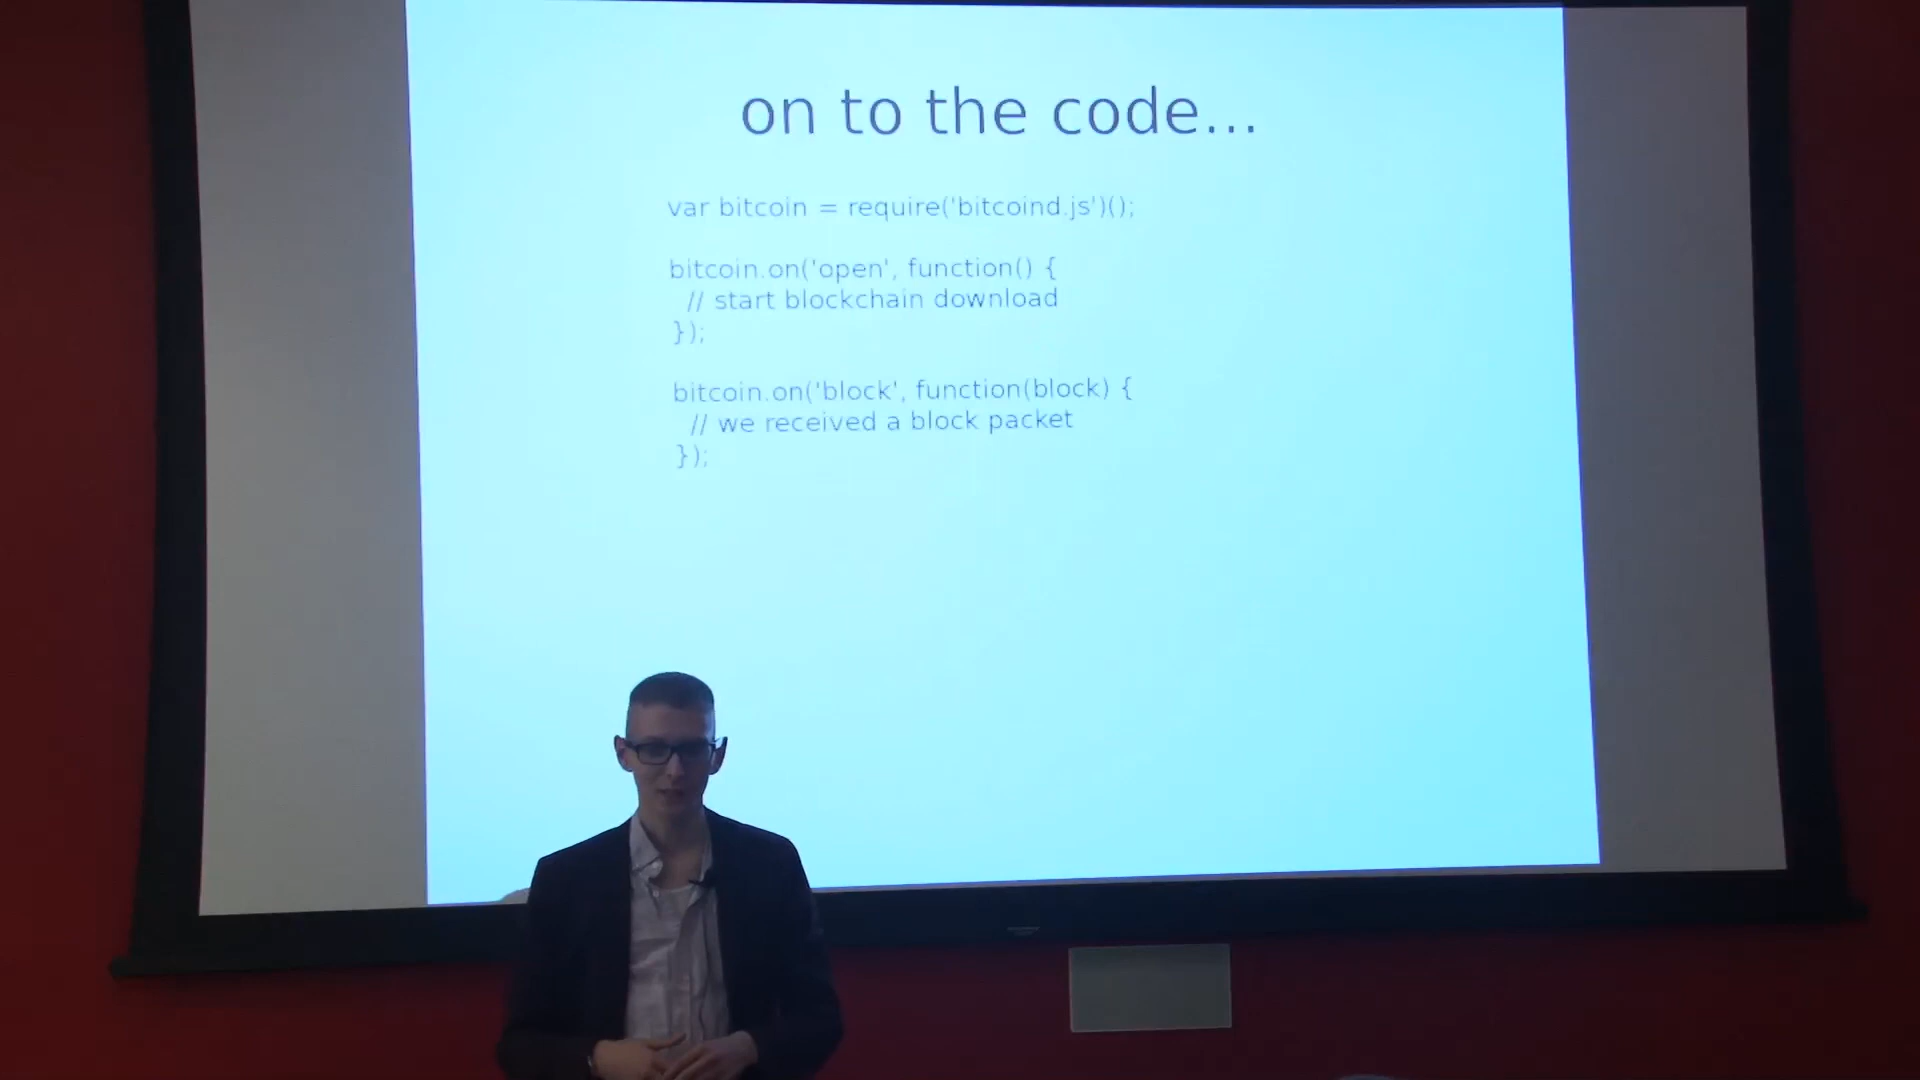 on to the code...
var bitcoin = require('bitcoind.js')();
bitcoin.on('open', function() {
// start blockchain download
});
bitcoin.on('block', function(block) {
// we received a block packet
});